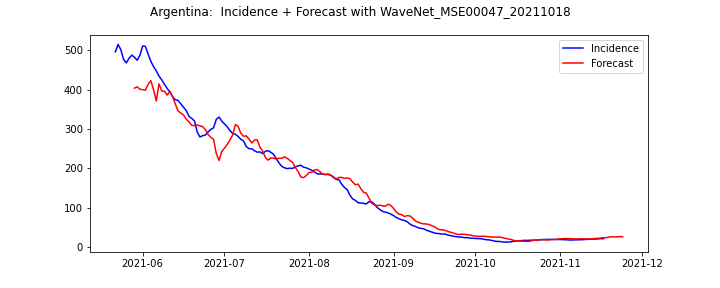 Argentina:  Incidence + Forecast with WaveNet_MSE00047_20211018
Incidence
Forecast
500
400
300
200
100
0
2021-06 2021-07 2021-08 2021-09 2021-10 2021-11 2021-12